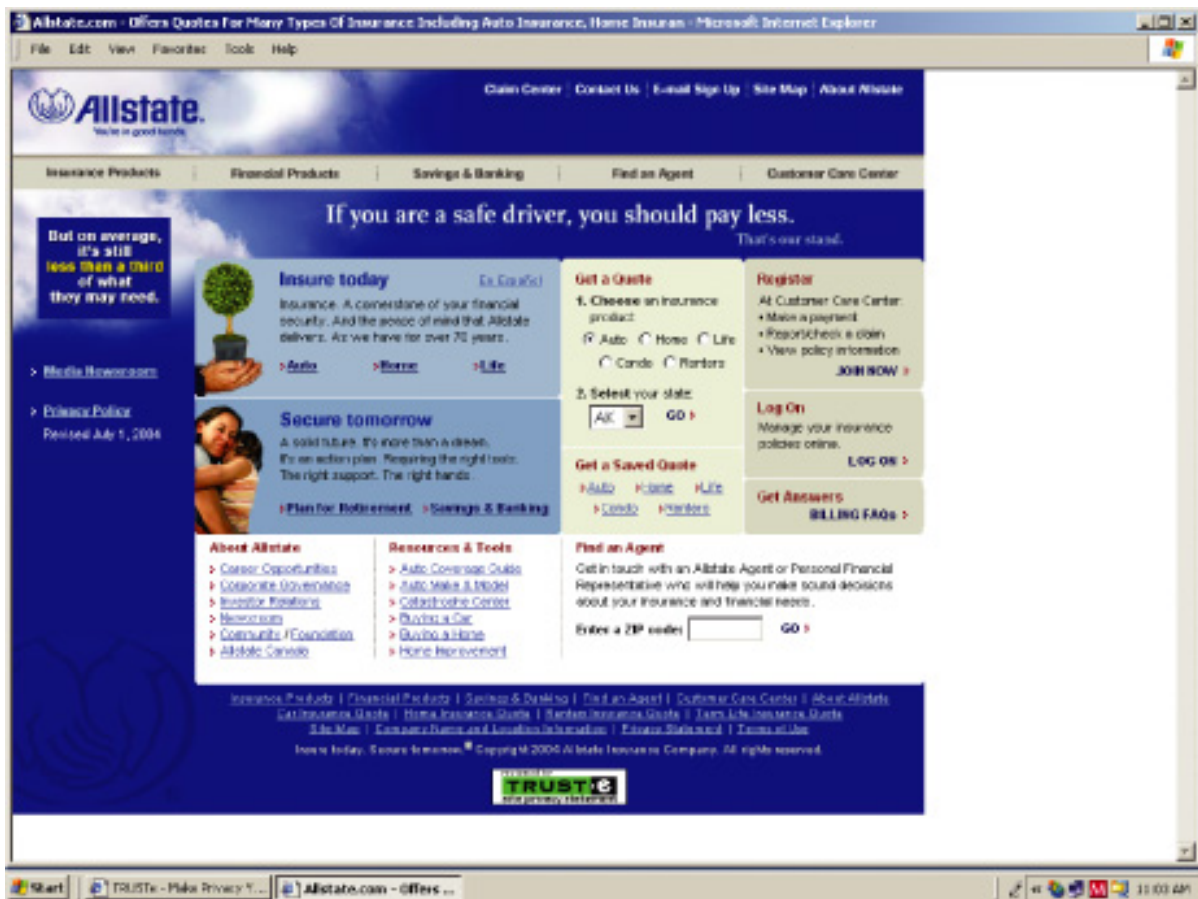 Allstate.com - Offers Quotes For Many Types Of Insurance Including Auto Insurance, Home Insuran - Microsoft Internet Explorer
File Edit View Favorites Tools Help
Claim Center | Contact Us | E-mail Sign Up | Site Map | About Allstate
Allstate.
You're in good hands.
Insurance Products | Financial Products | Savings & Banking | Find an Agent | Customer Care Center
If you are a safe driver, you should pay less.
That's our stand.
But on average,
it's still
less than a third
of what
they may need.
> Media Newsroom
> Privacy Policy
Revised July 1, 2004
Insure today En Español
Insurance. A cornerstone of your financial
security. And the peace of mind that Allstate
delivers. As we have for over 70 years.
>Auto >Home >Life
Secure tomorrow
A solid future. It's more than a dream.
It's an action plan. Requiring the right tools.
The right support. The right hands.
>Plan for Retirement >Savings & Banking
Get a Quote
1. Choose an insurance
product:
Auto Home Life
Condo Renters
2. Select your state:
AK GO >
Get a Saved Quote
>Auto >Home >Life
>Condo >Renters
Register
At Customer Care Center:
• Make a payment
• Report/check a claim
• View policy information
JOIN NOW >
Log On
Manage your insurance
policies online.
LOG ON >
Get Answers
BILLING FAQs >
About Allstate
> Career Opportunities
> Corporate Governance
> Investor Relations
> Newsroom
> Community / Foundation
> Allstate Canada
Resources & Tools
> Auto Coverage Guide
> Auto Make & Model
> Catastrophe Center
> Buying a Car
> Buying a Home
> Home Improvement
Find an Agent
Get in touch with an Allstate Agent or Personal Financial
Representative who will help you make sound decisions
about your insurance and financial needs.
Enter a ZIP code: GO >
Insurance Products | Financial Products | Savings & Banking | Find an Agent | Customer Care Center | About Allstate
Car Insurance Quote | Home Insurance Quote | Renters Insurance Quote | Term Life Insurance Quote
Site Map | Company Name and Location Information | Privacy Statement | Terms of Use
Insure today. Secure tomorrow.® Copyright 2004 Allstate Insurance Company. All rights reserved.
TRUSTe
site privacy statement
Start TRUSTe - Make Privacy Y... Allstate.com - Offers ... 11:03 AM